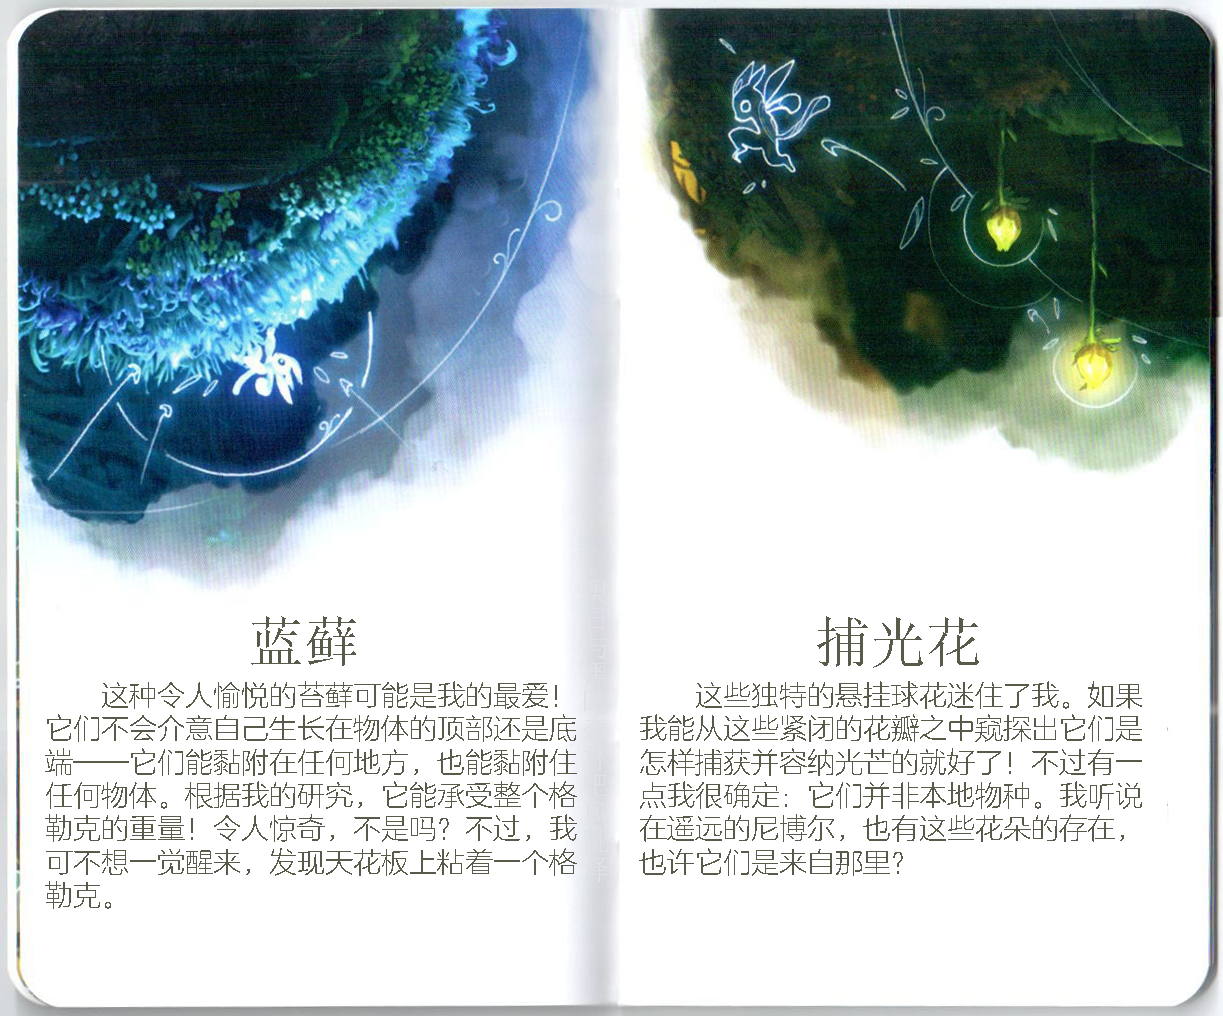 蓝藓
这种令人愉悦的苔藓可能是我的最爱！
它们不会介意自己生长在物体的顶部还是底
端——它们能黏附在任何地方，也能黏附住
任何物体。根据我的研究，它能承受整个格
勒克的重量！令人惊奇，不是吗？不过，我
可不想一觉醒来，发现天花板上粘着一个格
勒克。
捕光花
这些独特的悬挂球花迷住了我。如果
我能从这些紧闭的花瓣之中窥探出它们是
怎样捕获并容纳光芒的就好了！不过有一
点我很确定：它们并非本地物种。我听说
在遥远的尼博尔，也有这些花朵的存在，
也许它们是来自那里？